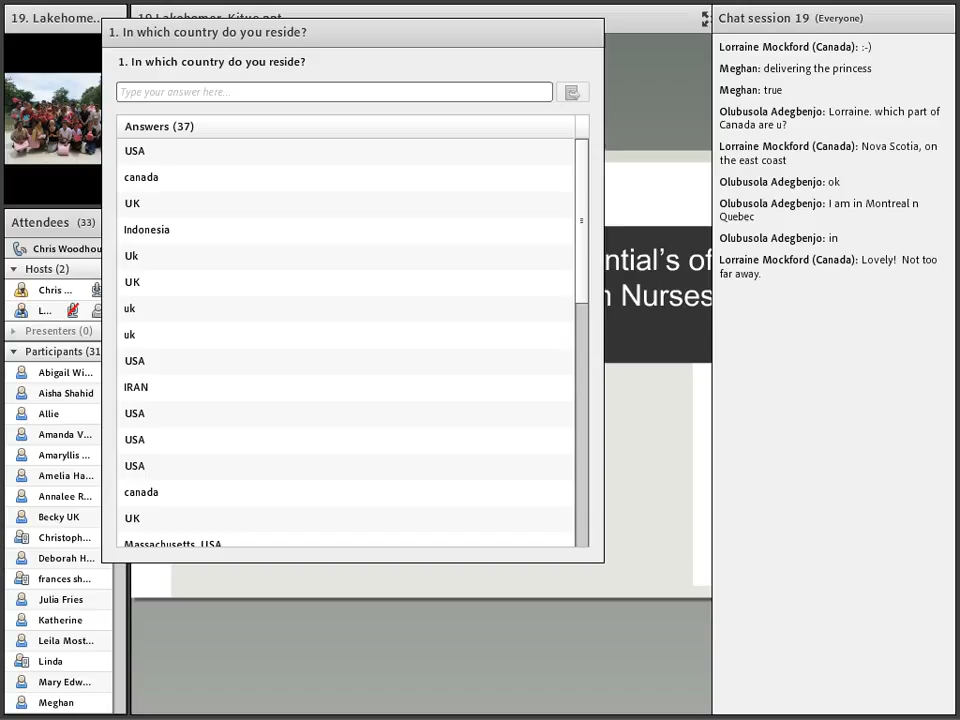 19. Lakehome...
Attendees (33)
Chris Woodhou
Hosts (2)
Chris ...
L...
Presenters (0)
Participants (31
Abigail Wi...
Aisha Shahid
Allie
Amanda V...
Amaryllis ...
Amelia Ha...
Annalee R...
Becky UK
Christoph...
Deborah H...
frances sh...
Julia Fries
Katherine
Leila Most...
Linda
Mary Edw...
Meghan
1. In which country do you reside?
1. In which country do you reside?
Type your answer here...
Answers (37)
USA
canada
UK
Indonesia
Uk
UK
uk
uk
USA
IRAN
USA
USA
USA
canada
UK
Massachusetts, USA
ntial's of
Nurses
Chat session 19 (Everyone)
Lorraine Mockford (Canada): :-)
Meghan: delivering the princess
Meghan: true
Olubusola Adegbenjo: Lorraine. which part of
Canada are u?
Lorraine Mockford (Canada): Nova Scotia, on
the east coast
Olubusola Adegbenjo: ok
Olubusola Adegbenjo: I am in Montreal n
Quebec
Olubusola Adegbenjo: in
Lorraine Mockford (Canada): Lovely! Not too
far away.